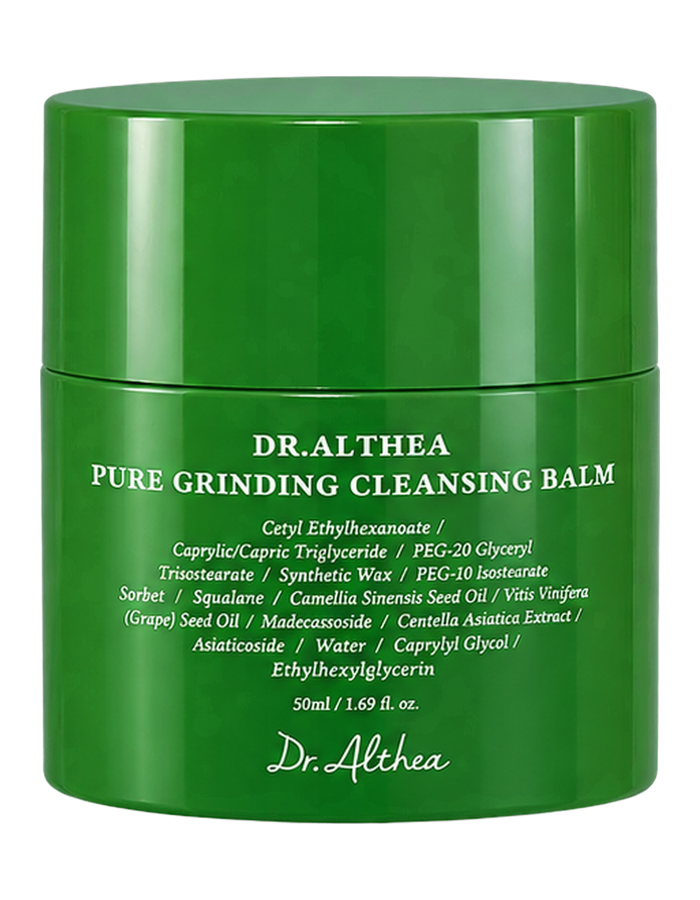 DR.ALTHEA
PURE GRINDING CLEANSING BALM
Cetyl Ethylhexanoate /
Caprylic/Capric Triglyceride / PEG-20 Glyceryl
Trisostearate / Synthetic Wax / PEG-10 Isostearate
Sorbet / Squalane / Camellia Sinensis Seed Oil / Vitis Vinifera
(Grape) Seed Oil / Madecassoside / Centella Asiatica Extract /
Asiaticoside / Water / Caprylyl Glycol /
Ethylhexylglycerin
50ml / 1.69 fl. oz.
Dr. Althea